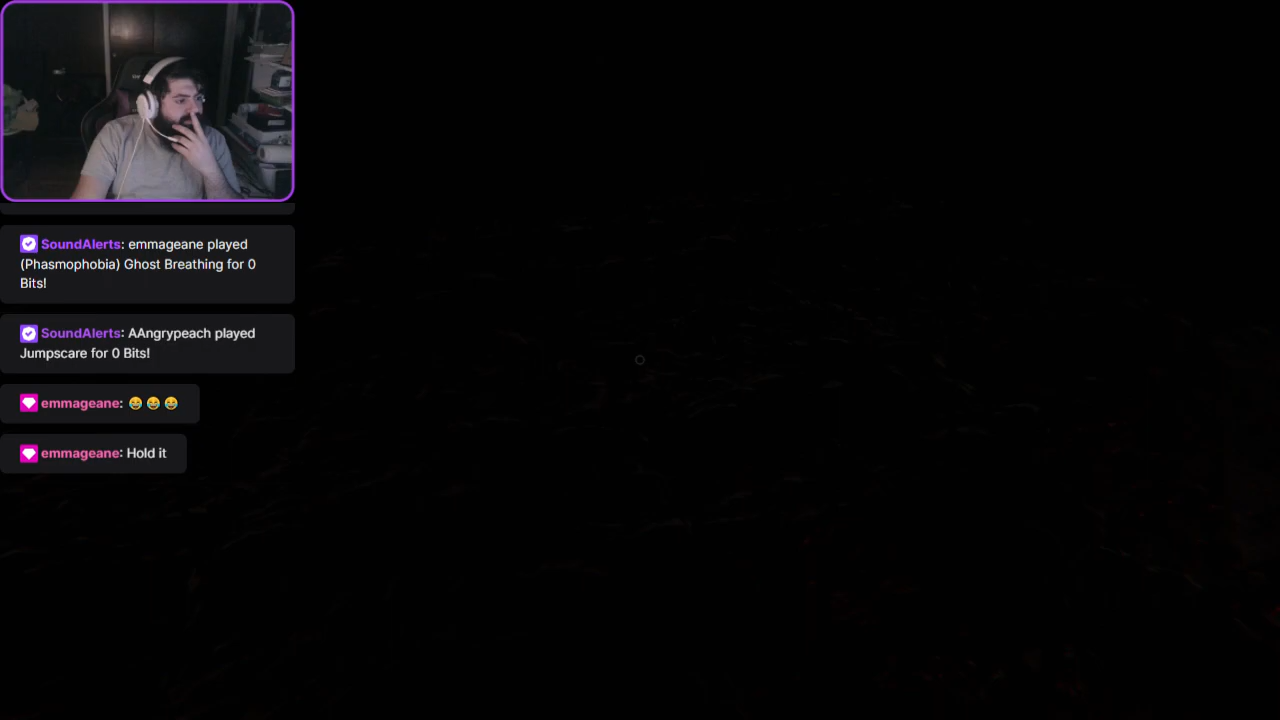 SoundAlerts: emmageane played
(Phasmophobia) Ghost Breathing for 0
Bits!
SoundAlerts: AAngrypeach played
Jumpscare for 0 Bits!
emmageane: 😂 😂 😂
emmageane: Hold it